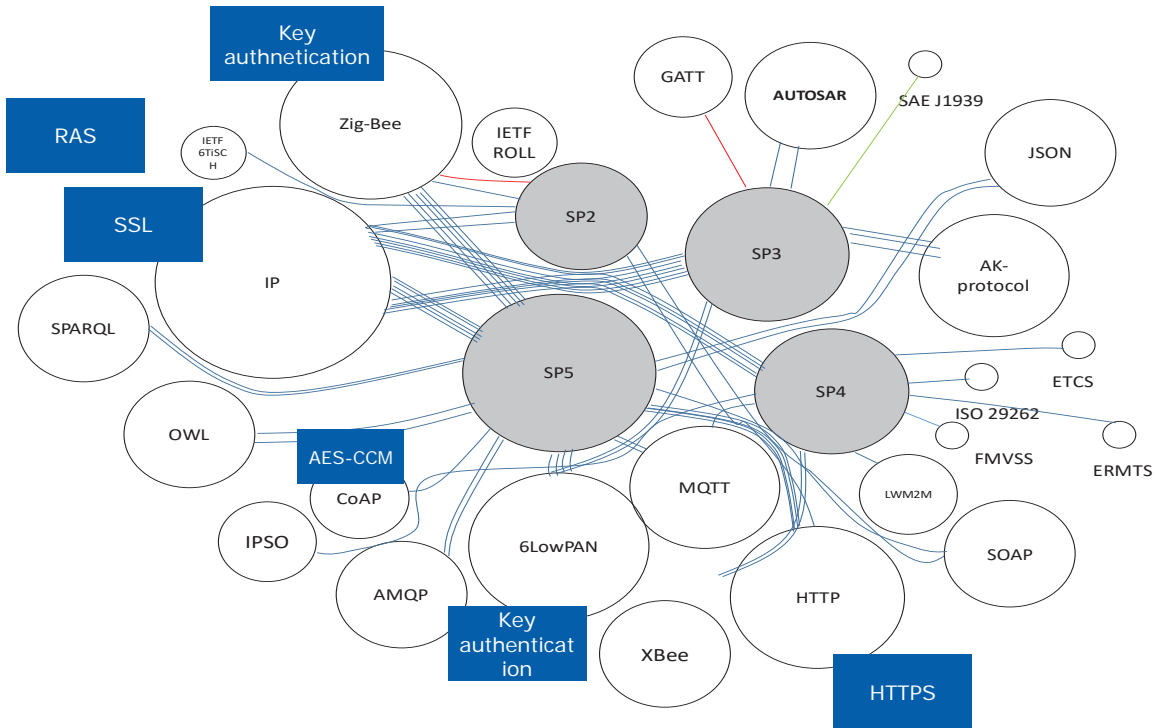 Key
authnetication
GATT
AUTOSAR
SAE J1939
RAS
IETF
6TiSC
H
Zig-Bee
IETF
ROLL
JSON
SSL
SP2
SP3
IP
AK-
protocol
SPARQL
SP5
SP4
ETCS
ISO 29262
OWL
AES-CCM
FMVSS
ERMTS
CoAP
MQTT
LWM2M
IPSO
6LowPAN
SOAP
AMQP
HTTP
Key
authenticat
ion
XBee
HTTPS